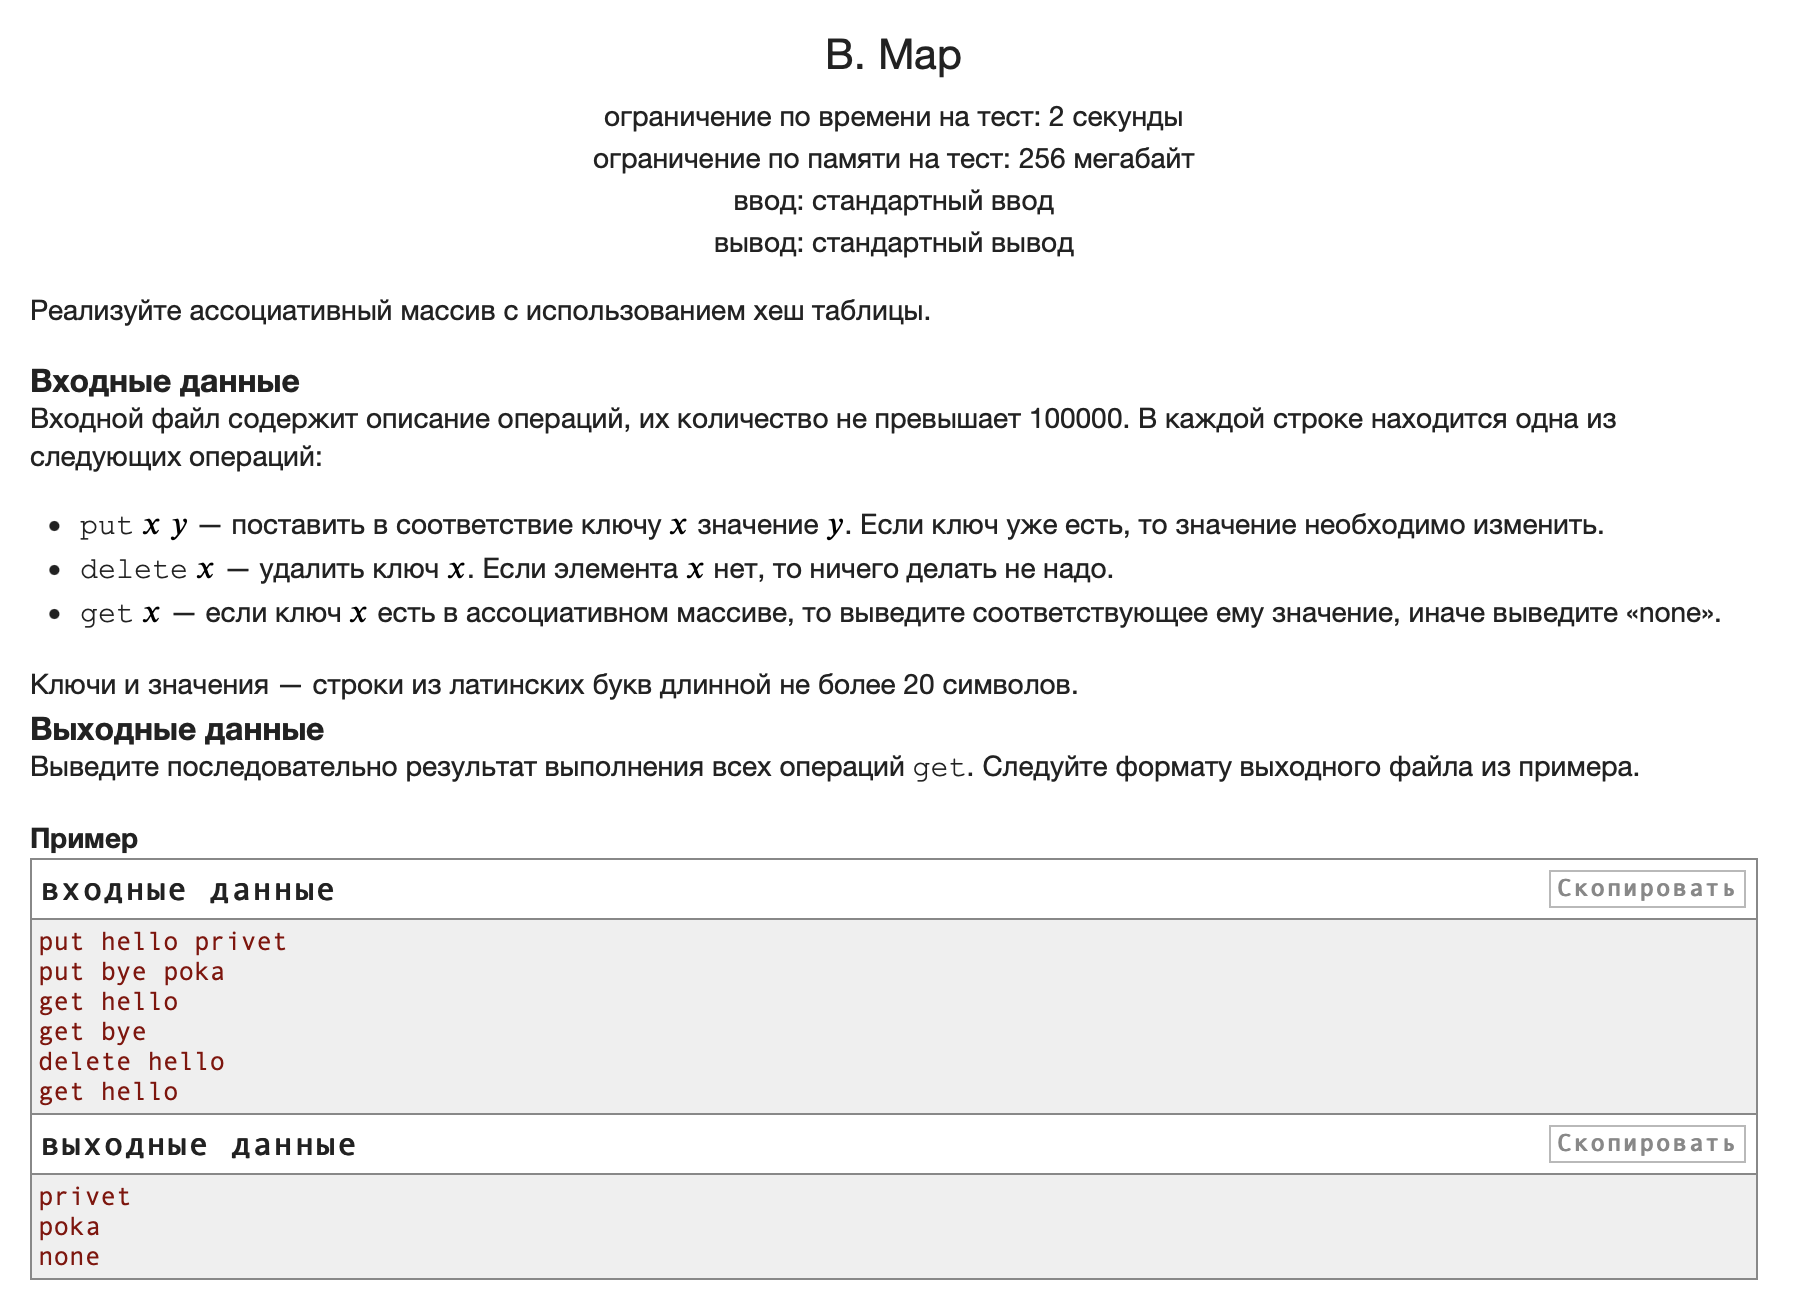 B. Map
ограничение по времени на тест: 2 секунды
ограничение по памяти на тест: 256 мегабайт
ввод: стандартный ввод
вывод: стандартный вывод
Реализуйте ассоциативный массив с использованием хеш таблицы.
Входные данные
Входной файл содержит описание операций, их количество не превышает 100000. В каждой строке находится одна из
следующих операций:
• put x y — поставить в соответствие ключу x значение y. Если ключ уже есть, то значение необходимо изменить.
• delete x — удалить ключ x. Если элемента x нет, то ничего делать не надо.
• get x — если ключ x есть в ассоциативном массиве, то выведите соответствующее ему значение, иначе выведите «none».
Ключи и значения — строки из латинских букв длинной не более 20 символов.
Выходные данные
Выведите последовательно результат выполнения всех операций get. Следуйте формату выходного файла из примера.
Пример
входные данные
Скопировать
put hello privet
put bye poka
get hello
get bye
delete hello
get hello
выходные данные
Скопировать
privet
poka
none